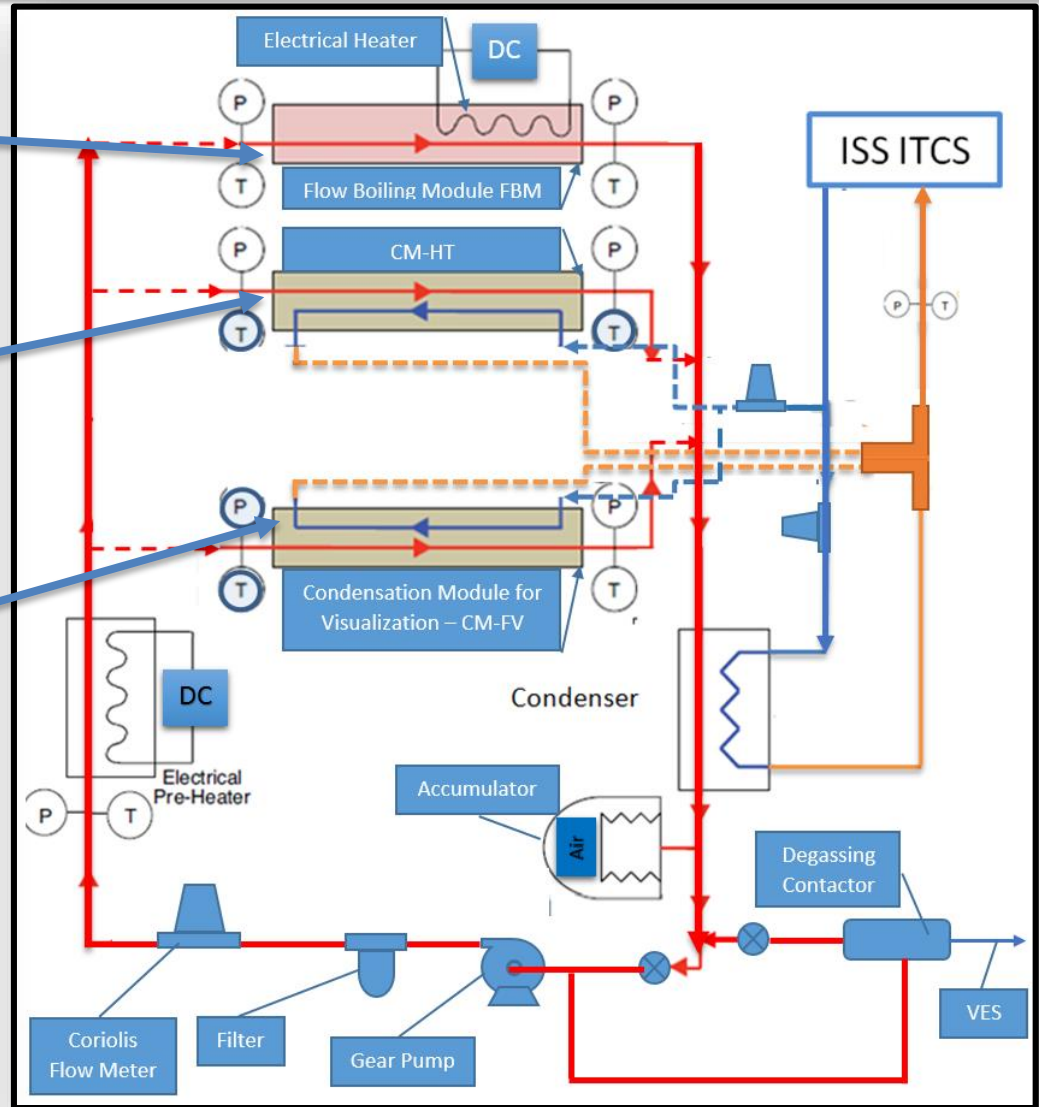 Electrical Heater
DC
P
P
T
T
Flow Boiling Module FBM
ISS ITCS
P
CM-HT
P
T
T
P
T
P
P
T
Condensation Module for
Visualization – CM-FV
T
r
DC
Electrical
Pre-Heater
P
T
Condenser
Accumulator
Air
Degassing
Contactor
VES
Coriolis
Flow Meter
Filter
Gear Pump